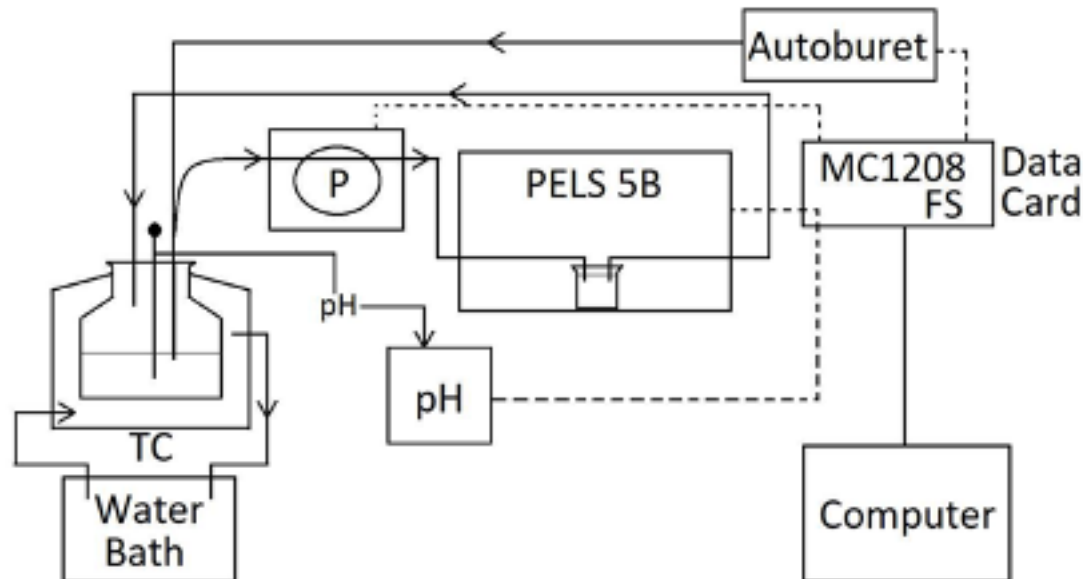 Autoburet
MC1208
FS
Data
Card
P
PELS 5B
pH
pH
TC
Water
Bath
Computer